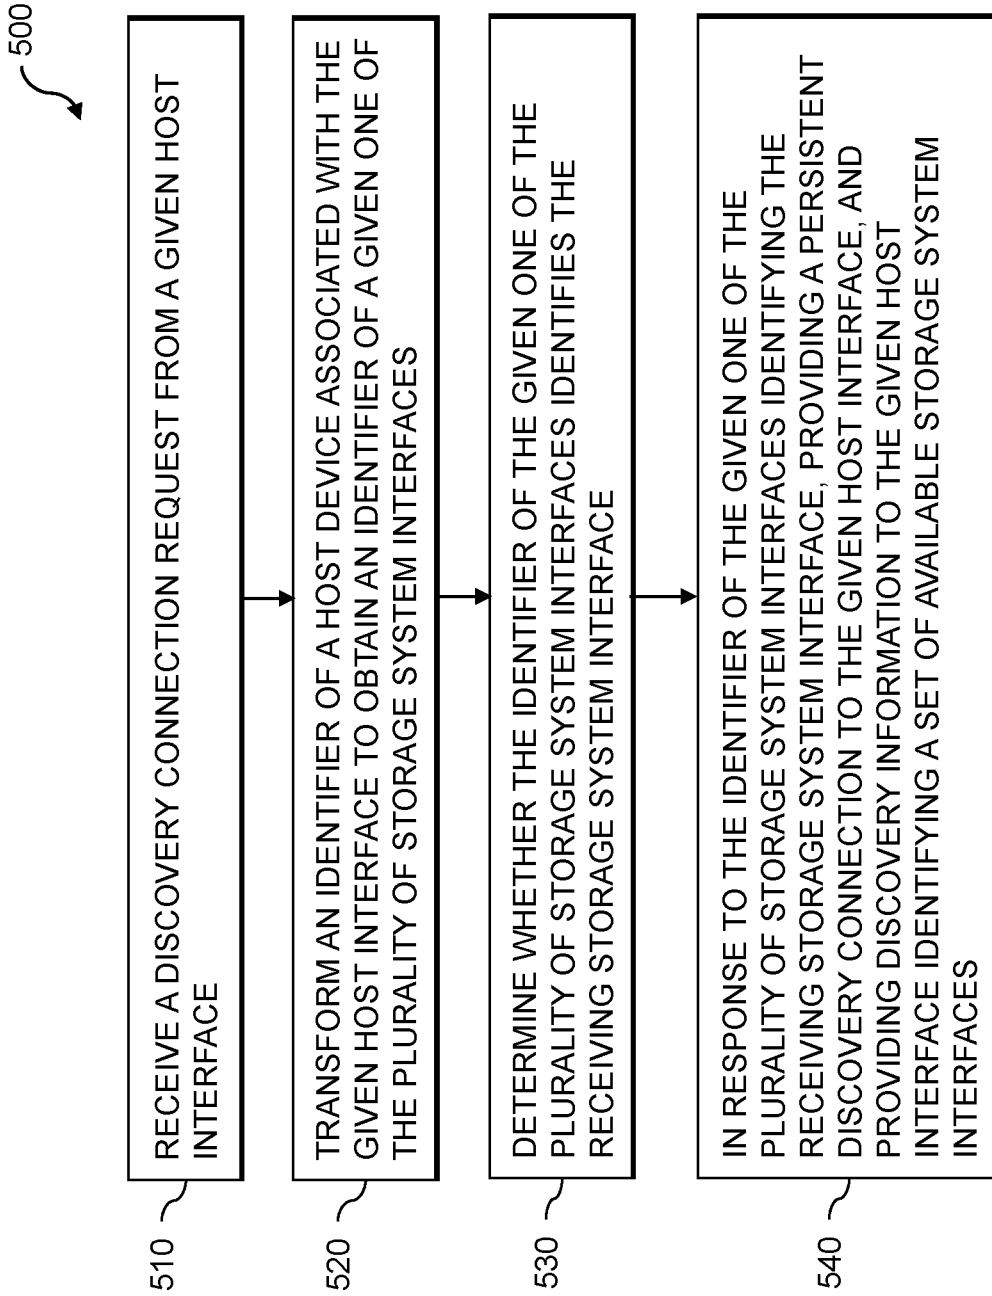 500
510
RECEIVE A DISCOVERY CONNECTION REQUEST FROM A GIVEN HOST
INTERFACE
520
TRANSFORM AN IDENTIFIER OF A HOST DEVICE ASSOCIATED WITH THE
GIVEN HOST INTERFACE TO OBTAIN AN IDENTIFIER OF A GIVEN ONE OF
THE PLURALITY OF STORAGE SYSTEM INTERFACES
530
DETERMINE WHETHER THE IDENTIFIER OF THE GIVEN ONE OF THE
PLURALITY OF STORAGE SYSTEM INTERFACES IDENTIFIES THE
RECEIVING STORAGE SYSTEM INTERFACE
540
IN RESPONSE TO THE IDENTIFIER OF THE GIVEN ONE OF THE
PLURALITY OF STORAGE SYSTEM INTERFACES IDENTIFYING THE
RECEIVING STORAGE SYSTEM INTERFACE, PROVIDING A PERSISTENT
DISCOVERY CONNECTION TO THE GIVEN HOST INTERFACE, AND
PROVIDING DISCOVERY INFORMATION TO THE GIVEN HOST
INTERFACE IDENTIFYING A SET OF AVAILABLE STORAGE SYSTEM
INTERFACES